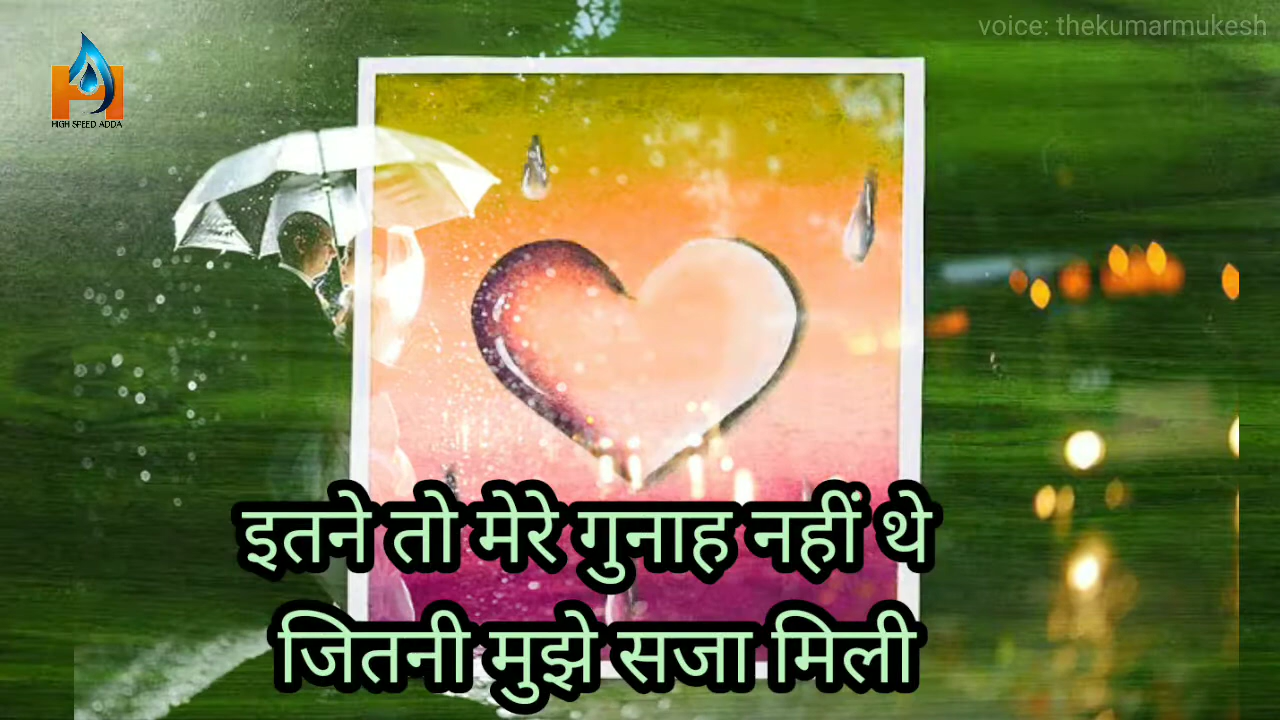 voice: thekumarmukesh
HIGH SPEED ADDA
इतने तो मेरे गुनाह नहीं थे
जितनी मुझे सजा मिली